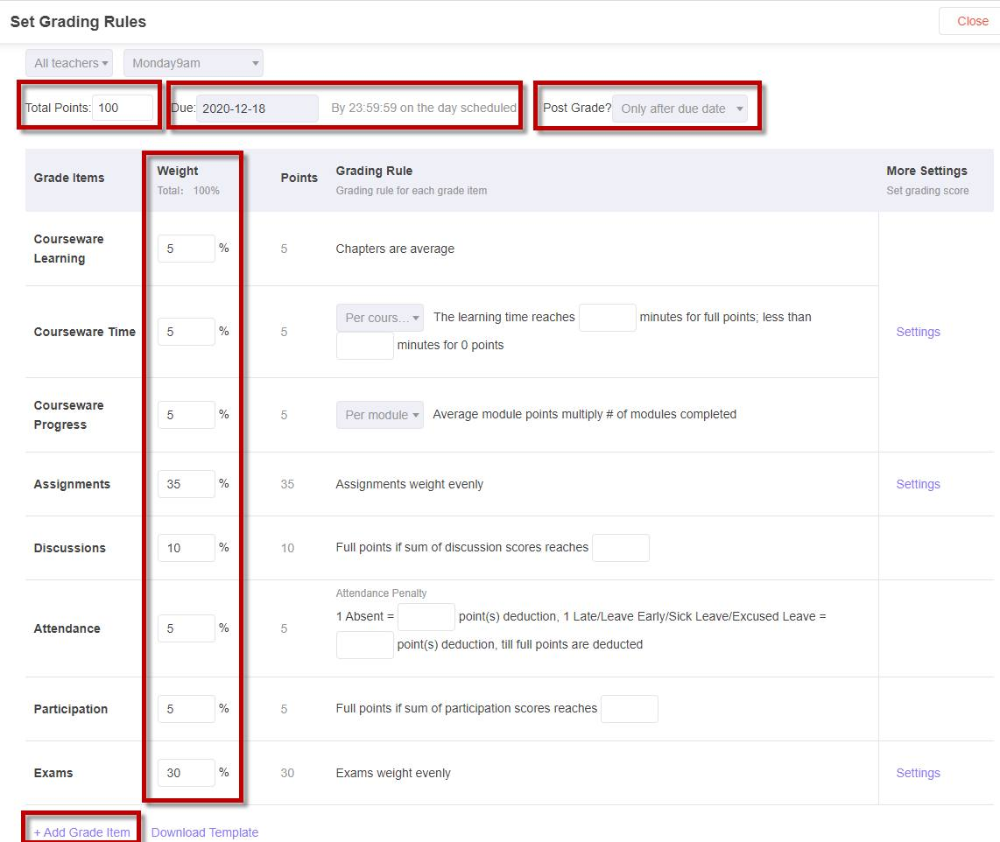 Set Grading Rules
Close
All teachers
Monday9am
Total Points: 100
Due: 2020-12-18 By 23:59:59 on the day scheduled
Post Grade? Only after due date
Grade Items
Weight
Total: 100%
Points
Grading Rule
Grading rule for each grade item
More Settings
Set grading score
Courseware
Learning
5 %
5
Chapters are average
Courseware Time
5 %
5
Per cours... The learning time reaches minutes for full points; less than
minutes for 0 points
Settings
Courseware
Progress
5 %
5
Per module Average module points multiply # of modules completed
Assignments
35 %
35
Assignments weight evenly
Settings
Discussions
10 %
10
Full points if sum of discussion scores reaches
Attendance
5 %
5
Attendance Penalty
1 Absent = point(s) deduction, 1 Late/Leave Early/Sick Leave/Excused Leave =
point(s) deduction, till full points are deducted
Participation
5 %
5
Full points if sum of participation scores reaches
Exams
30 %
30
Exams weight evenly
Settings
+ Add Grade Item
Download Template